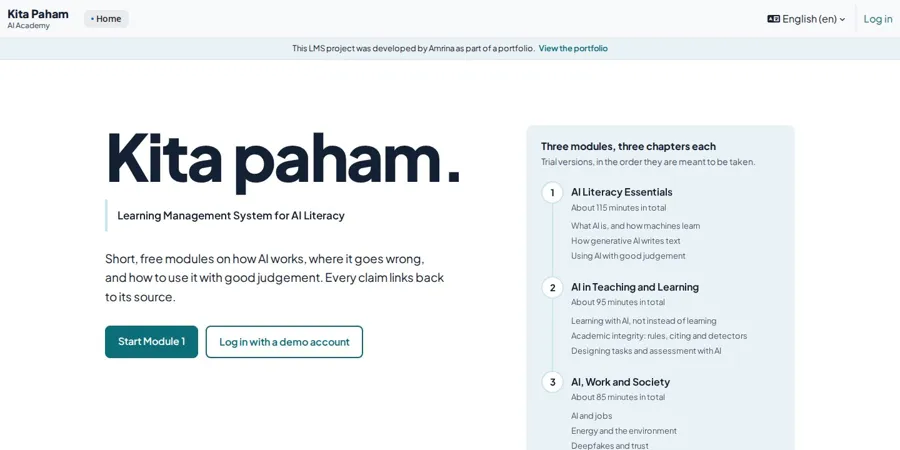 Kita Paham
AI Academy
Home
English (en)
Log in
This LMS project was developed by Amrina as part of a portfolio. View the portfolio
Kita paham.
Learning Management System for AI Literacy
Short, free modules on how AI works, where it goes wrong,
and how to use it with good judgement. Every claim links back
to its source.
Start Module 1
Log in with a demo account
Three modules, three chapters each
Trial versions, in the order they are meant to be taken.
1
AI Literacy Essentials
About 115 minutes in total
What AI is, and how machines learn
How generative AI writes text
Using AI with good judgement
2
AI in Teaching and Learning
About 95 minutes in total
Learning with AI, not instead of learning
Academic integrity: rules, citing and detectors
Designing tasks and assessment with AI
3
AI, Work and Society
About 85 minutes in total
AI and jobs
Energy and the environment
Deepfakes and trust